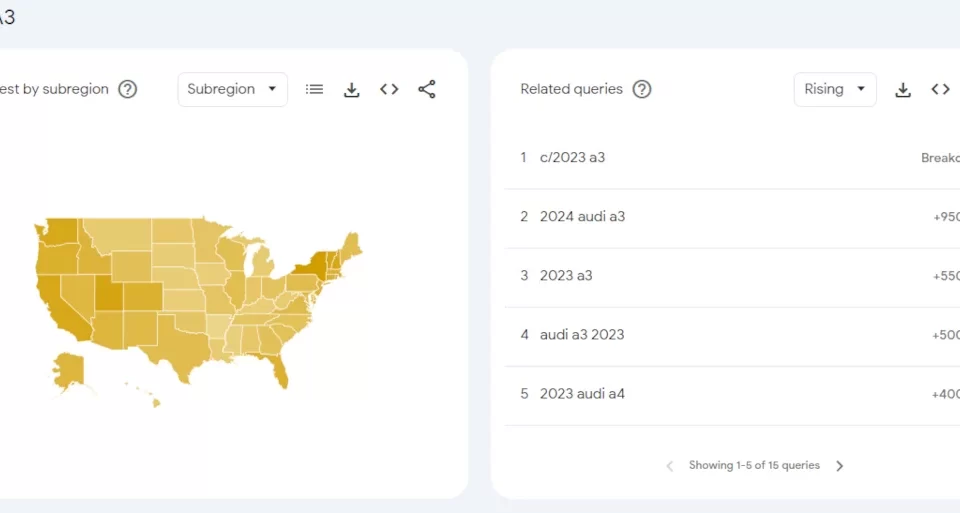 A3
est by subregion
Subregion
Related queries
Rising
1 c/2023 a3 Breako
2 2024 audi a3 +950
3 2023 a3 +550
4 audi a3 2023 +500
5 2023 audi a4 +400
Showing 1-5 of 15 queries